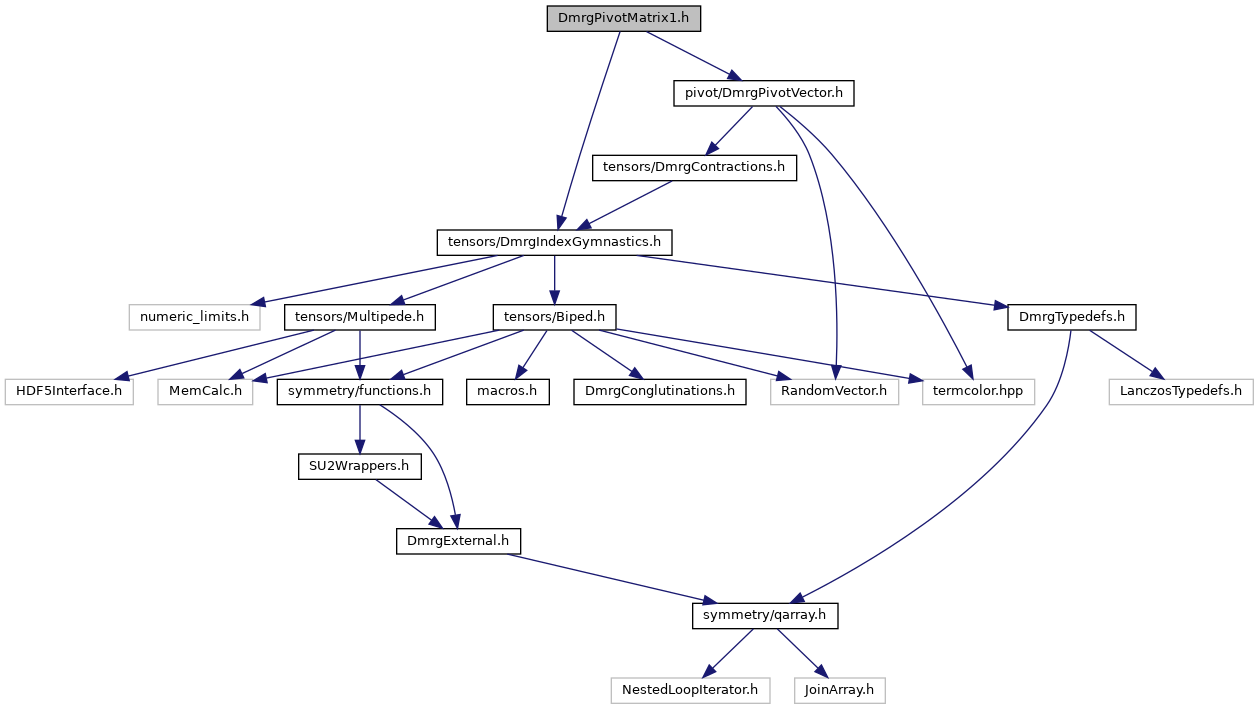 DmrgPivotMatrix1.h
pivot/DmrgPivotVector.h
tensors/DmrgContractions.h
tensors/DmrgIndexGymnastics.h
numeric_limits.h
tensors/Multipede.h
tensors/Biped.h
DmrgTypedefs.h
HDF5Interface.h
MemCalc.h
symmetry/functions.h
macros.h
DmrgConglutinations.h
RandomVector.h
termcolor.hpp
LanczosTypedefs.h
SU2Wrappers.h
DmrgExternal.h
symmetry/qarray.h
NestedLoopIterator.h
JoinArray.h